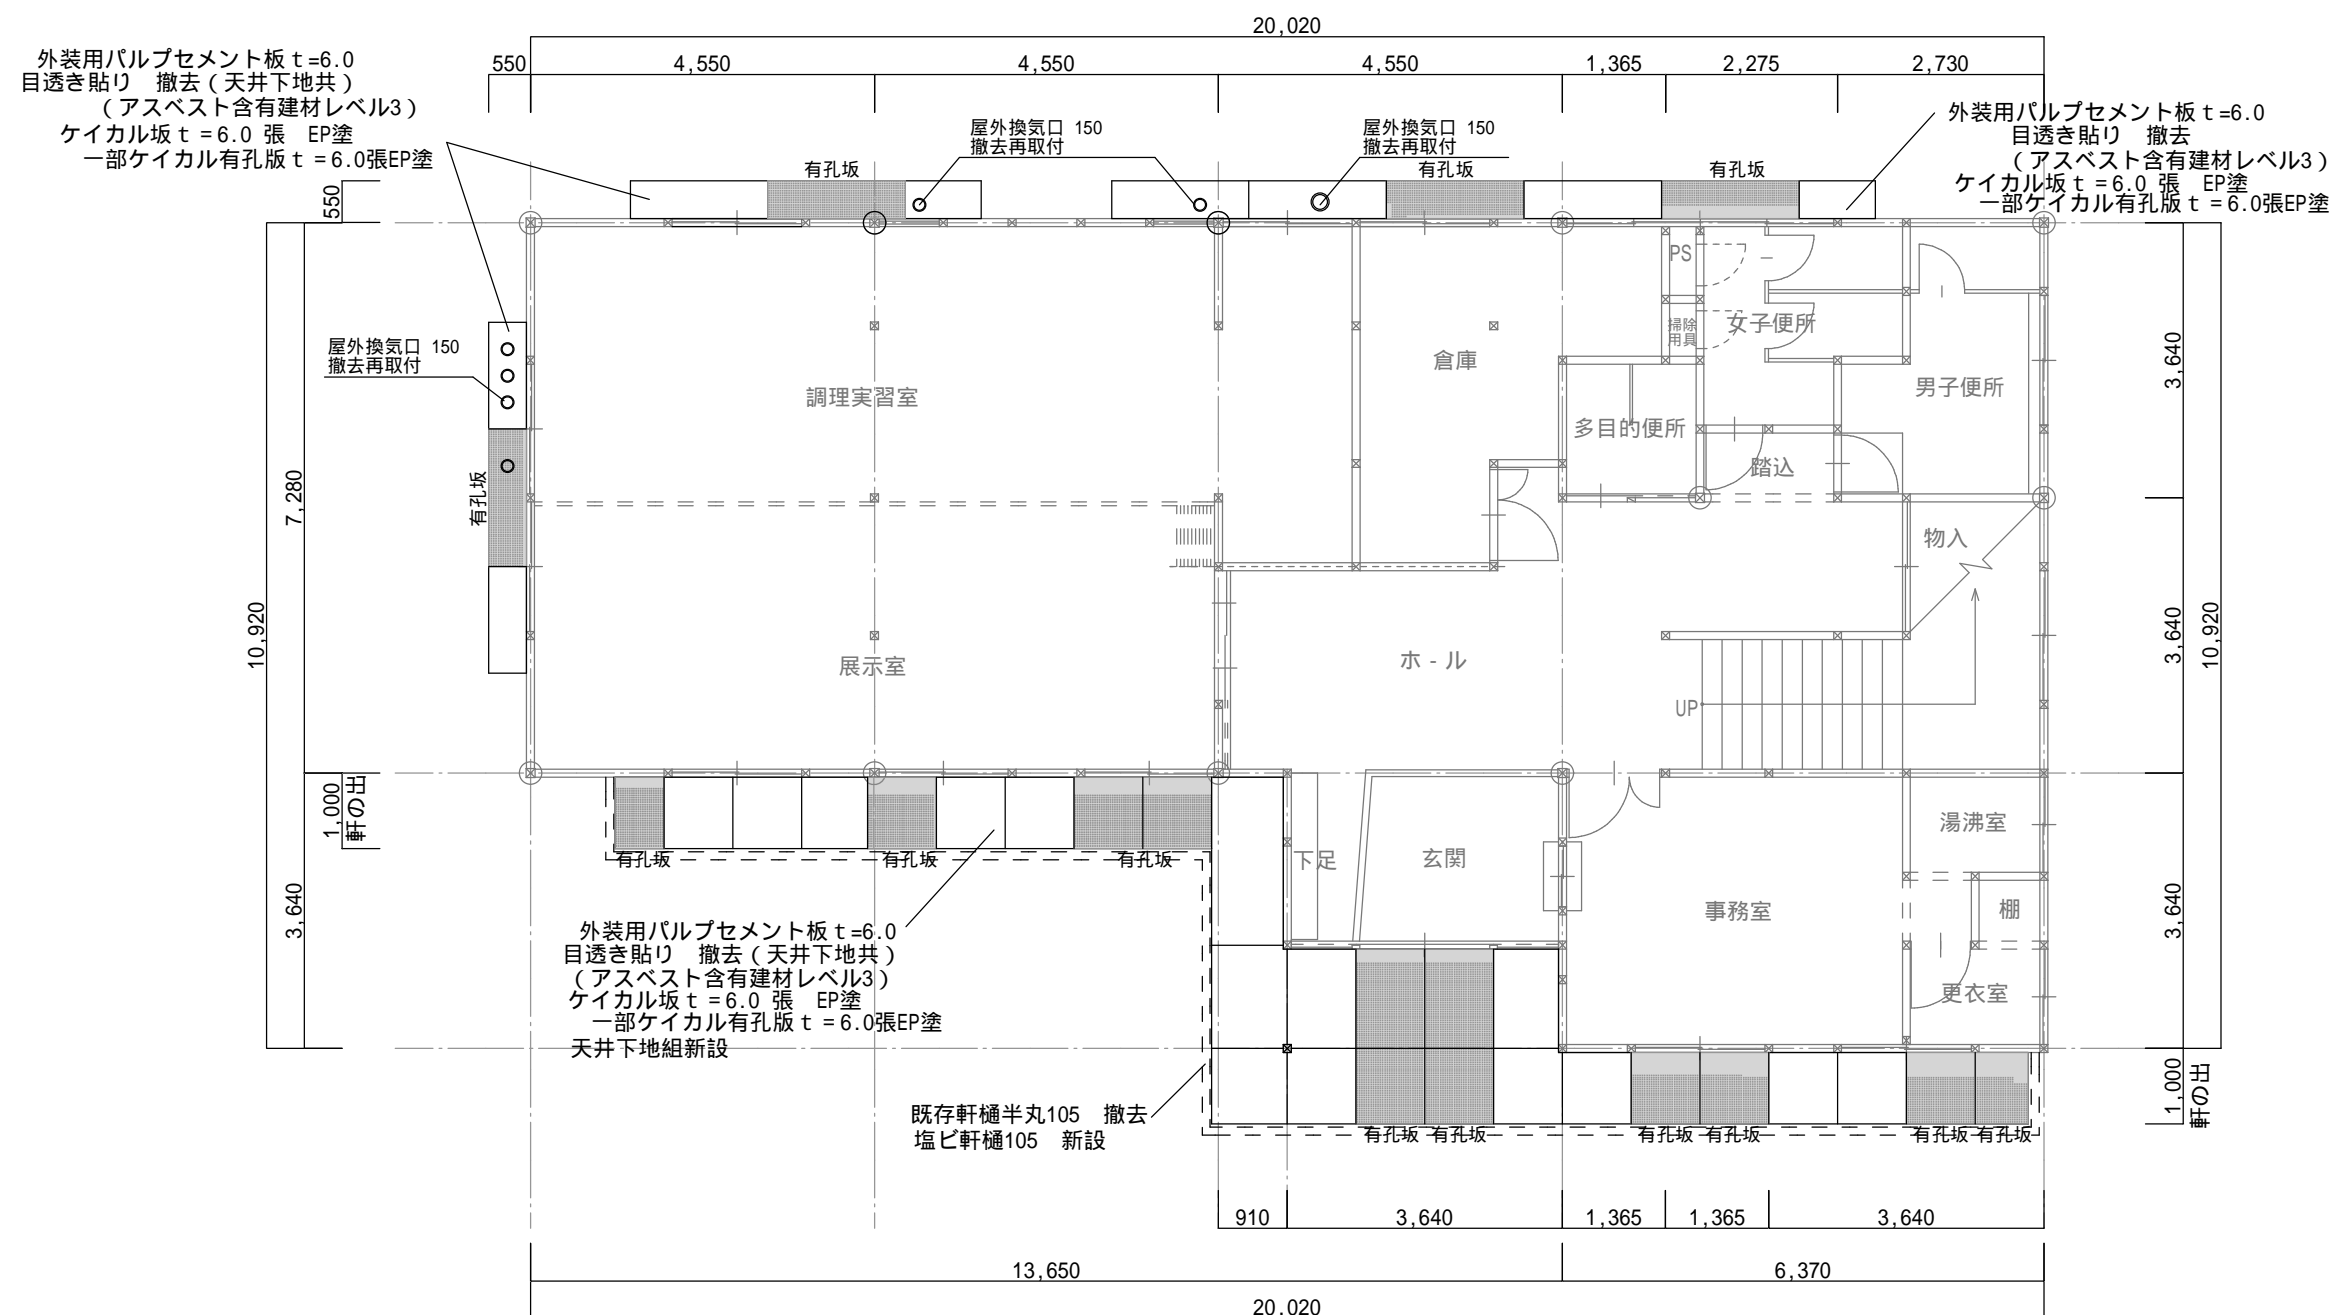 20,020
550
4,550
4,550
4,550
1,365
2,275
2,730
外装用パルプセメント板ｔ=6.0
目透き貼り　撤去（天井下地共）
（アスベスト含有建材レベル3）
ケイカル坂ｔ=6.0 張　EP塗
一部ケイカル有孔版ｔ=6.0張EP塗
屋外換気口 150
撤去再取付
屋外換気口 150
撤去再取付
外装用パルプセメント板ｔ=6.0
目透き貼り　撤去
（アスベスト含有建材レベル3）
ケイカル坂ｔ=6.0 張　EP塗
一部ケイカル有孔版ｔ=6.0張EP塗
有孔坂
有孔坂
有孔坂
550
PS
掃除
用具
女子便所
屋外換気口 150
撤去再取付
倉庫
調理実習室
男子便所
3,640
多目的便所
踏込
有孔坂
7,280
物入
10,920
3,640
10,920
展示室
ホ-ル
UP
1,000
軒の出
湯沸室
有孔坂
有孔坂
有孔坂
下足
玄関
3,640
事務室
棚
3,640
外装用パルプセメント板ｔ=6.0
目透き貼り　撤去（天井下地共）
（アスベスト含有建材レベル3）
ケイカル坂ｔ=6.0 張　EP塗
一部ケイカル有孔版ｔ=6.0張EP塗
天井下地組新設
更衣室
1,000
軒の出
既存軒樋半丸105　撤去
塩ビ軒樋105　新設
有孔坂
有孔坂
有孔坂
有孔坂
有孔坂
有孔坂
910
3,640
1,365
1,365
3,640
13,650
6,370
20,020